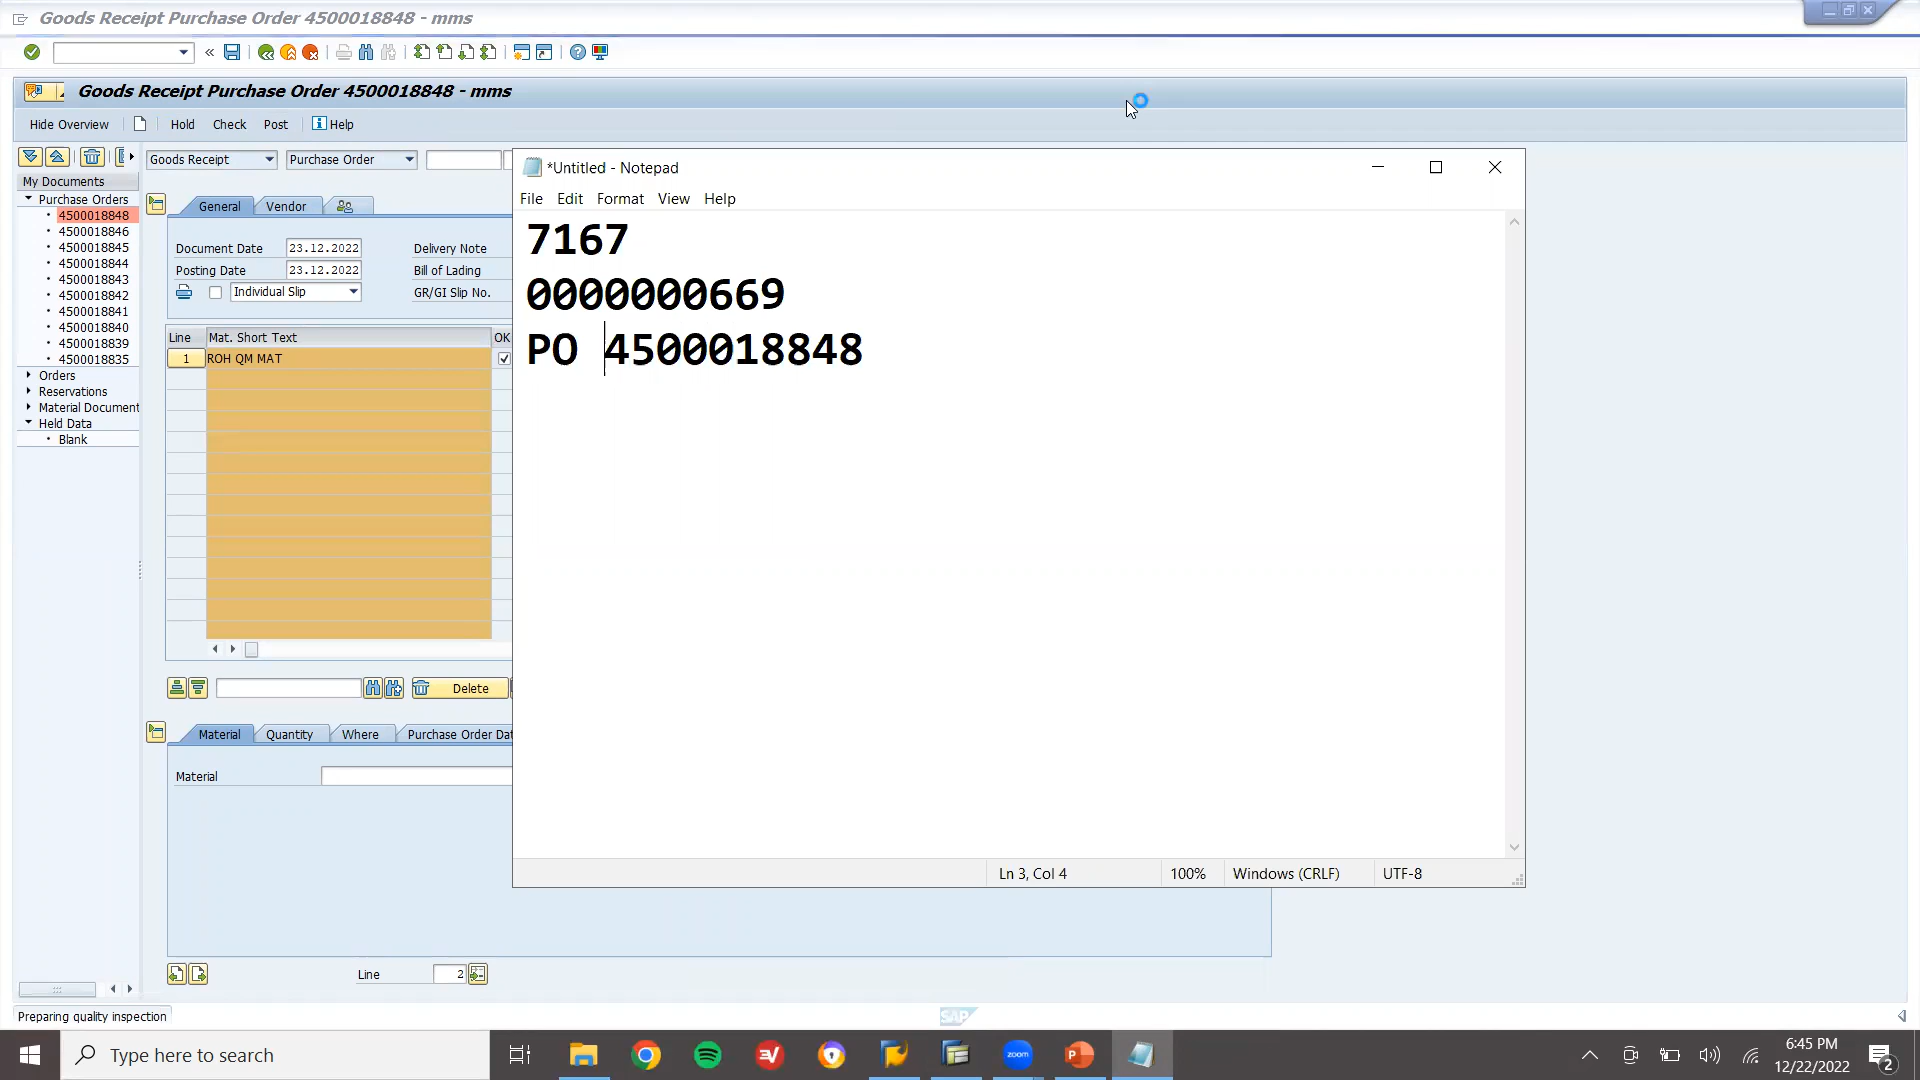 Goods Receipt Purchase Order 4500018848 - mms
Goods Receipt Purchase Order 4500018848 - mms
Hide Overview Hold Check Post Help
Goods Receipt Purchase Order
My Documents
Purchase Orders
4500018848
4500018846
4500018845
4500018844
4500018843
4500018842
4500018841
4500018840
4500018839
4500018835
Orders
Reservations
Material Document
Held Data
Blank
General Vendor
Document Date 23.12.2022 Delivery Note
Posting Date 23.12.2022 Bill of Lading
Individual Slip GR/GI Slip No.
Line Mat. Short Text OK
1 ROH QM MAT
Delete
Material Quantity Where Purchase Order Dat
Material
Line 2
Preparing quality inspection
SAP
*Untitled - Notepad
File Edit Format View Help
7167
0000000669
PO 4500018848
Ln 3, Col 4 100% Windows (CRLF) UTF-8
Type here to search
zoom
6:45 PM
12/22/2022
2